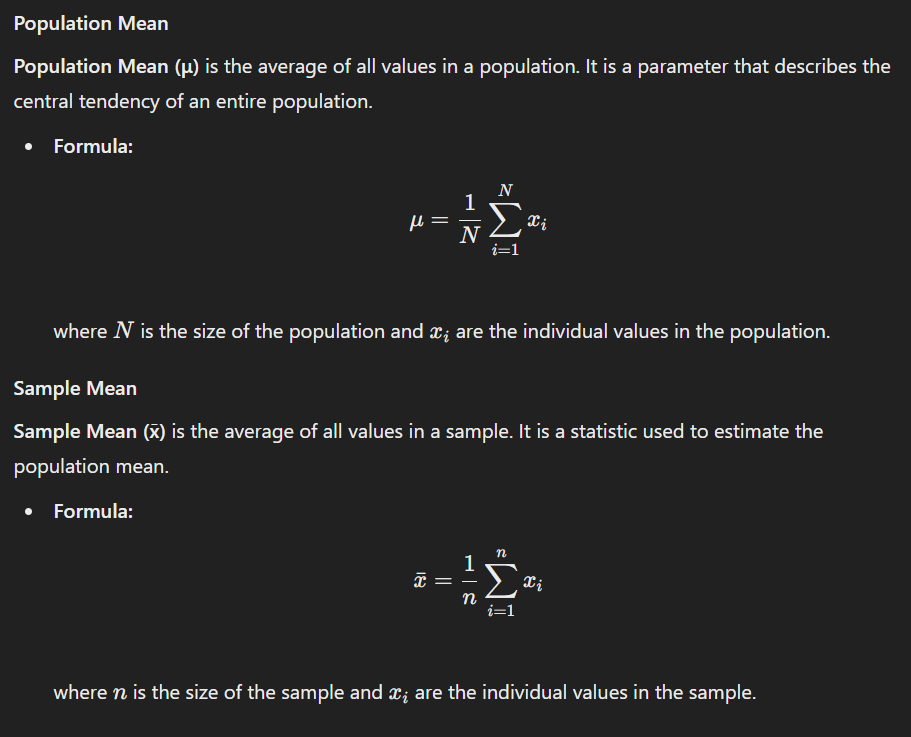 Population Mean
Population Mean (μ) is the average of all values in a population. It is a parameter that describes the
central tendency of an entire population.
• Formula:
μ = \frac{1}{N} \sum_{i=1}^{N} x_i
where N is the size of the population and x_i are the individual values in the population.
Sample Mean
Sample Mean (x̄) is the average of all values in a sample. It is a statistic used to estimate the
population mean.
• Formula:
\bar{x} = \frac{1}{n} \sum_{i=1}^{n} x_i
where n is the size of the sample and x_i are the individual values in the sample.